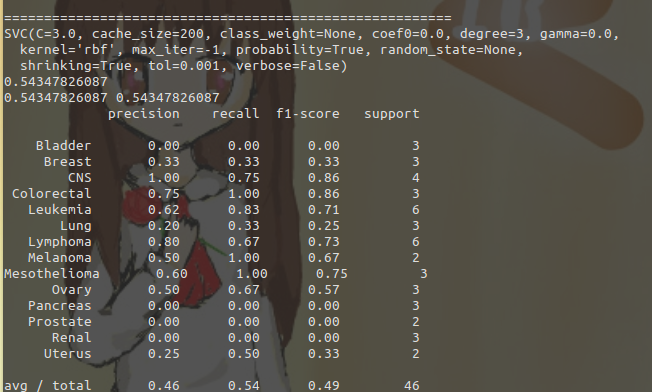 =======================================================
SVC(C=3.0, cache_size=200, class_weight=None, coef0=0.0, degree=3, gamma=0.0,
  kernel='rbf', max_iter=-1, probability=True, random_state=None,
  shrinking=True, tol=0.001, verbose=False)
0.54347826087
0.54347826087 0.54347826087
             precision    recall  f1-score   support

    Bladder       0.00      0.00      0.00         3
     Breast       0.33      0.33      0.33         3
        CNS       1.00      0.75      0.86         4
 Colorectal       0.75      1.00      0.86         3
   Leukemia       0.62      0.83      0.71         6
       Lung       0.20      0.33      0.25         3
   Lymphoma       0.80      0.67      0.73         6
   Melanoma       0.50      1.00      0.67         2
Mesothelioma       0.60      1.00      0.75         3
      Ovary       0.50      0.67      0.57         3
   Pancreas       0.00      0.00      0.00         3
   Prostate       0.00      0.00      0.00         2
      Renal       0.00      0.00      0.00         3
     Uterus       0.25      0.50      0.33         2

avg / total       0.46      0.54      0.49        46